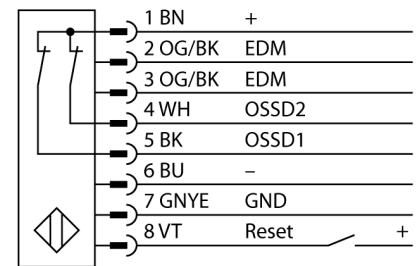 1 BN +
2 OG/BK EDM
3 OG/BK EDM
4 WH OSSD2
5 BK OSSD1
6 BU –
7 GNYE GND
8 VT Reset +